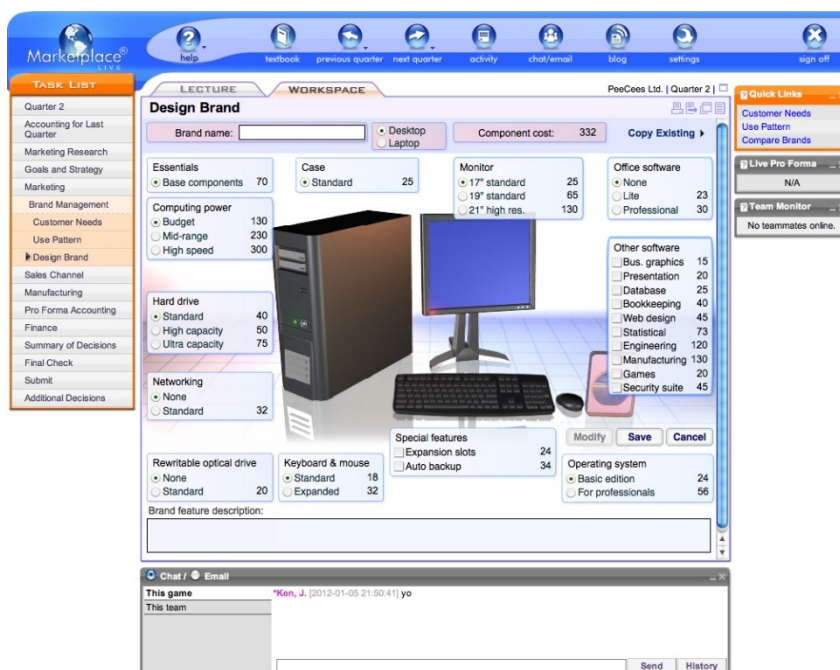 Marketplace®
LIVE
help
textbook
previous quarter
next quarter
activity
chat/email
blog
settings
sign off
TASK LIST
Quarter 2
Accounting for Last
Quarter
Marketing Research
Goals and Strategy
Marketing
Brand Management
Customer Needs
Use Pattern
Design Brand
Sales Channel
Manufacturing
Pro Forma Accounting
Finance
Summary of Decisions
Final Check
Submit
Additional Decisions
LECTURE
WORKSPACE
PeeCees Ltd. | Quarter 2 |
Design Brand
Brand name:
Desktop
Laptop
Component cost: 332
Copy Existing
Essentials
Base components 70
Case
Standard 25
Monitor
17" standard 25
19" standard 65
21" high res. 130
Office software
None
Lite 23
Professional 30
Computing power
Budget 130
Mid-range 230
High speed 300
Other software
Bus. graphics 15
Presentation 20
Database 25
Bookkeeping 40
Web design 45
Statistical 73
Engineering 120
Manufacturing 130
Games 20
Security suite 45
Hard drive
Standard 40
High capacity 50
Ultra capacity 75
Networking
None
Standard 32
Special features
Expansion slots 24
Auto backup 34
Modify
Save
Cancel
Rewritable optical drive
None
Standard 20
Keyboard & mouse
Standard 18
Expanded 32
Operating system
Basic edition 24
For professionals 56
Brand feature description:
Quick Links
Customer Needs
Use Pattern
Compare Brands
Live Pro Forma
N/A
Team Monitor
No teammates online.
Chat / Email
This game
This team
*Ken, J. [2012-01-05 21:50:41] yo
Send
History